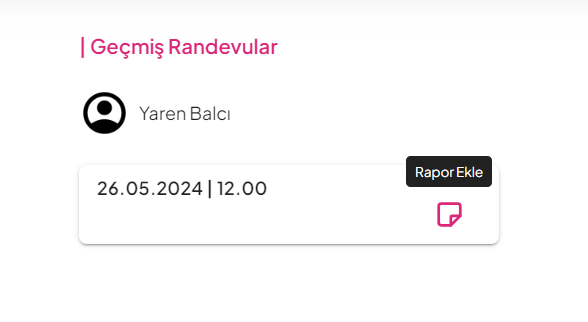 | Geçmiş Randevular
Yaren Balcı
Rapor Ekle
26.05.2024 | 12.00